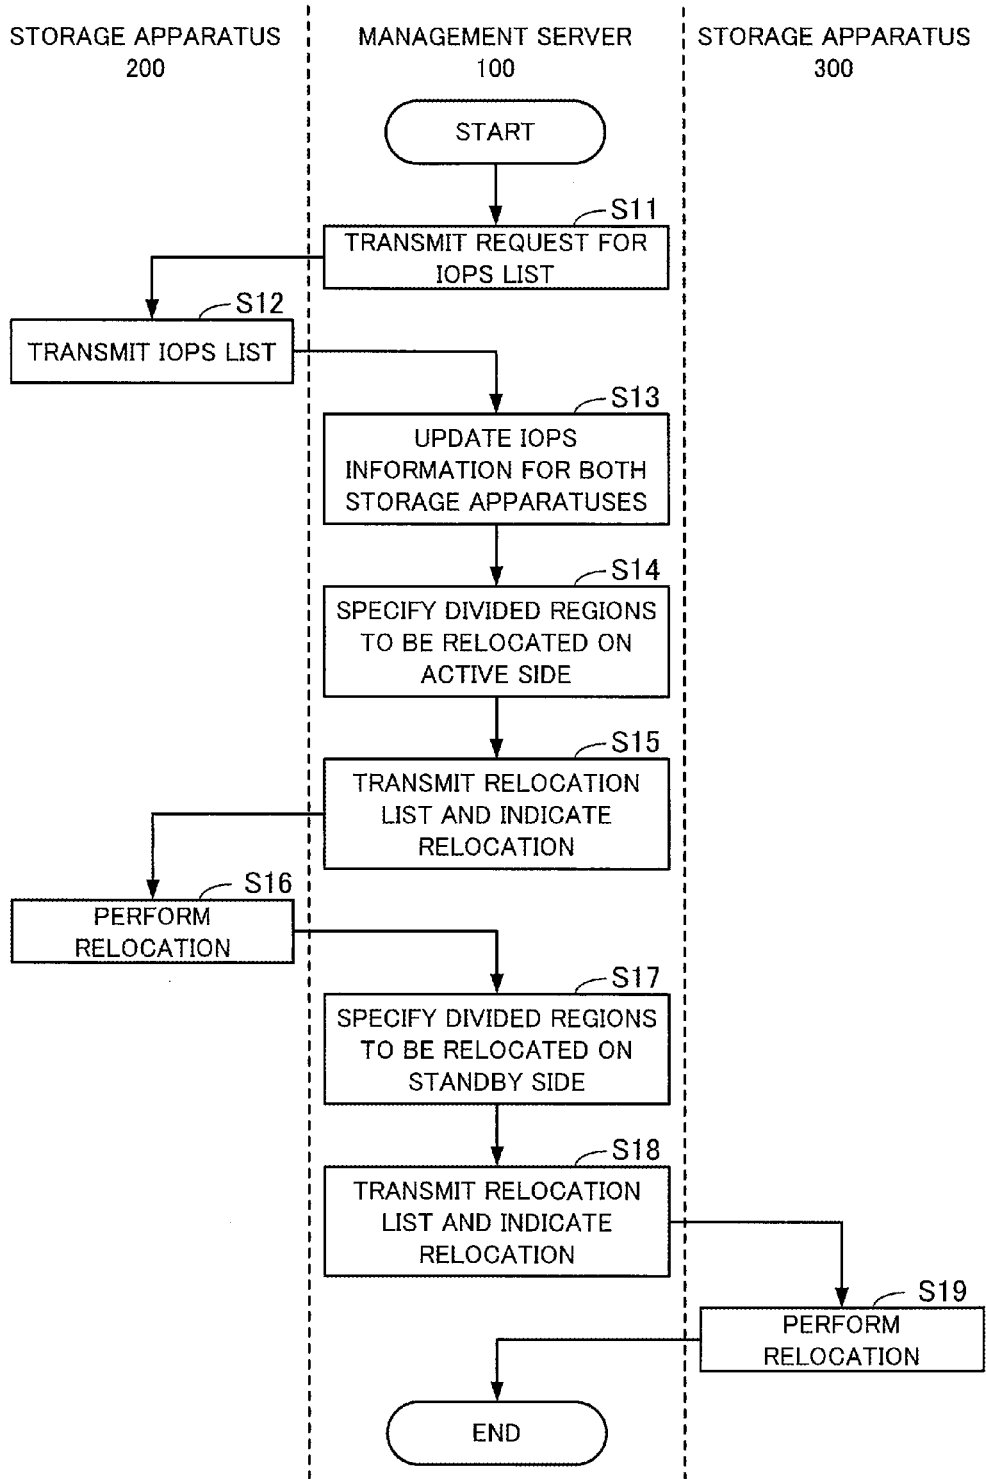 STORAGE APPARATUS
200
MANAGEMENT SERVER
100
STORAGE APPARATUS
300
START
S11
TRANSMIT REQUEST FOR
IOPS LIST
S12
TRANSMIT IOPS LIST
S13
UPDATE IOPS
INFORMATION FOR BOTH
STORAGE APPARATUSES
S14
SPECIFY DIVIDED REGIONS
TO BE RELOCATED ON
ACTIVE SIDE
S15
TRANSMIT RELOCATION
LIST AND INDICATE
RELOCATION
S16
PERFORM
RELOCATION
S17
SPECIFY DIVIDED REGIONS
TO BE RELOCATED ON
STANDBY SIDE
S18
TRANSMIT RELOCATION
LIST AND INDICATE
RELOCATION
S19
PERFORM
RELOCATION
END